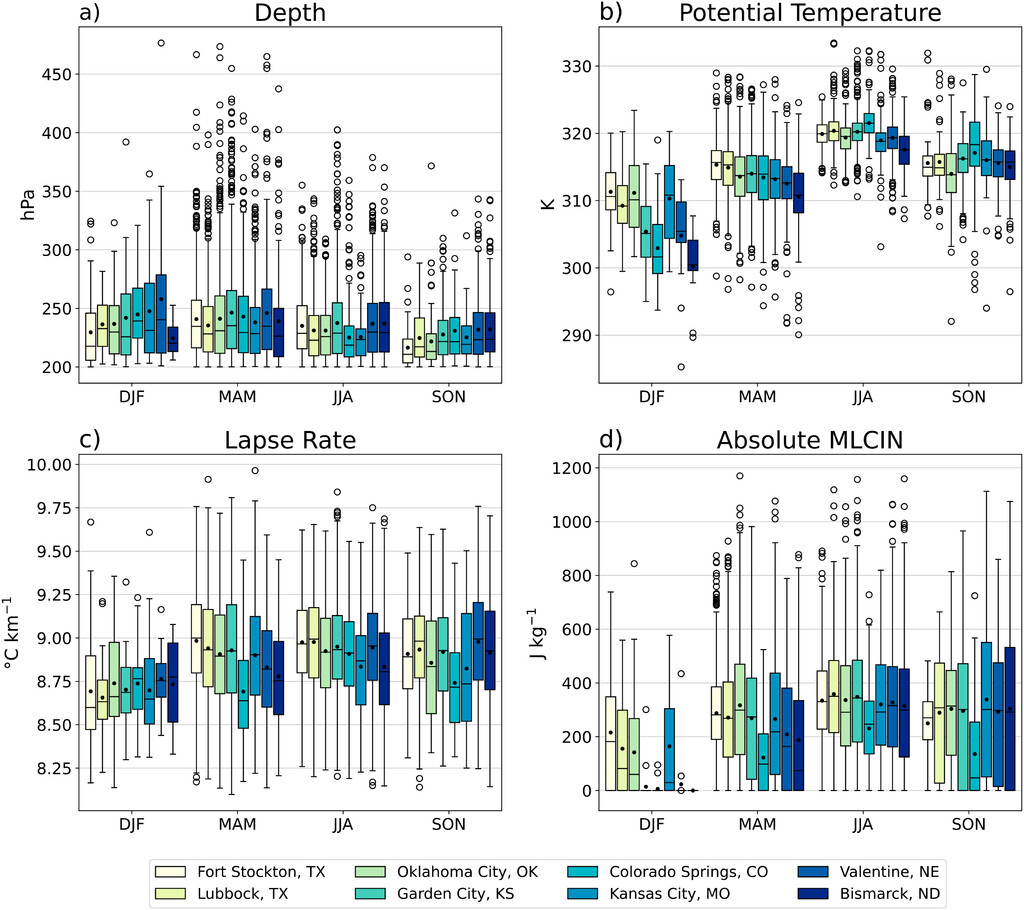 a) Depth
b) Potential Temperature
hPa
450
400
350
300
250
200
DJF MAM JJA SON
K
330
320
310
300
290
DJF MAM JJA SON
c) Lapse Rate
d) Absolute MLCIN
°C km⁻¹
10.00
9.75
9.50
9.25
9.00
8.75
8.50
8.25
DJF MAM JJA SON
J kg⁻¹
1200
1000
800
600
400
200
0
DJF MAM JJA SON
Fort Stockton, TX Oklahoma City, OK Colorado Springs, CO Valentine, NE
Lubbock, TX Garden City, KS Kansas City, MO Bismarck, ND